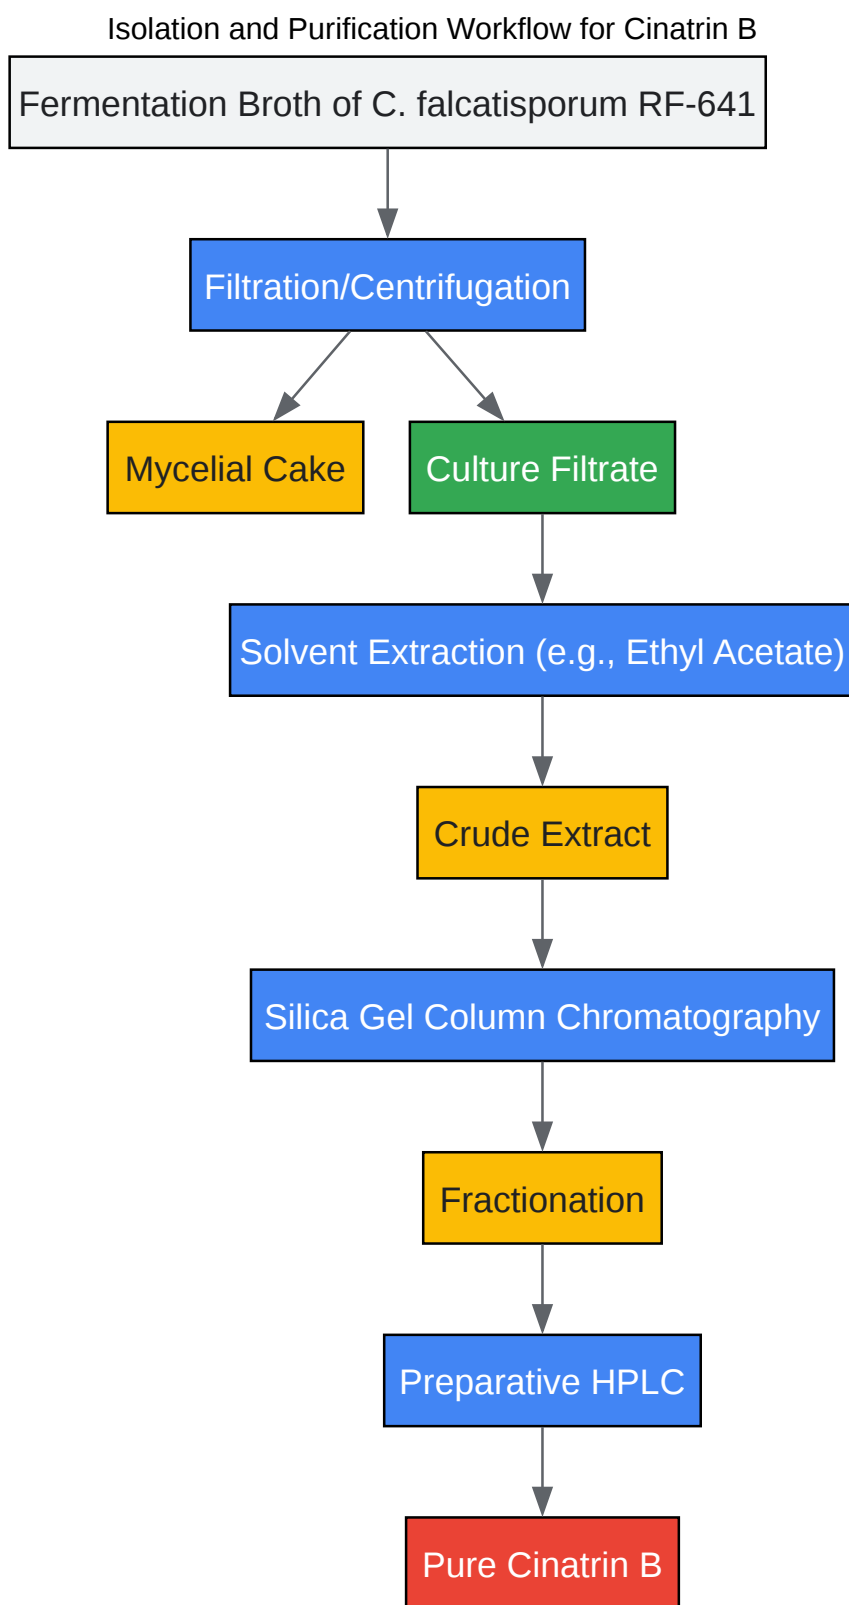 Isolation and Purification Workflow for Cinatrin B
Fermentation Broth of C. falcatisporum RF-641
Filtration/Centrifugation
Mycelial Cake
Culture Filtrate
Solvent Extraction (e.g., Ethyl Acetate)
Crude Extract
Silica Gel Column Chromatography
Fractionation
Preparative HPLC
Pure Cinatrin B